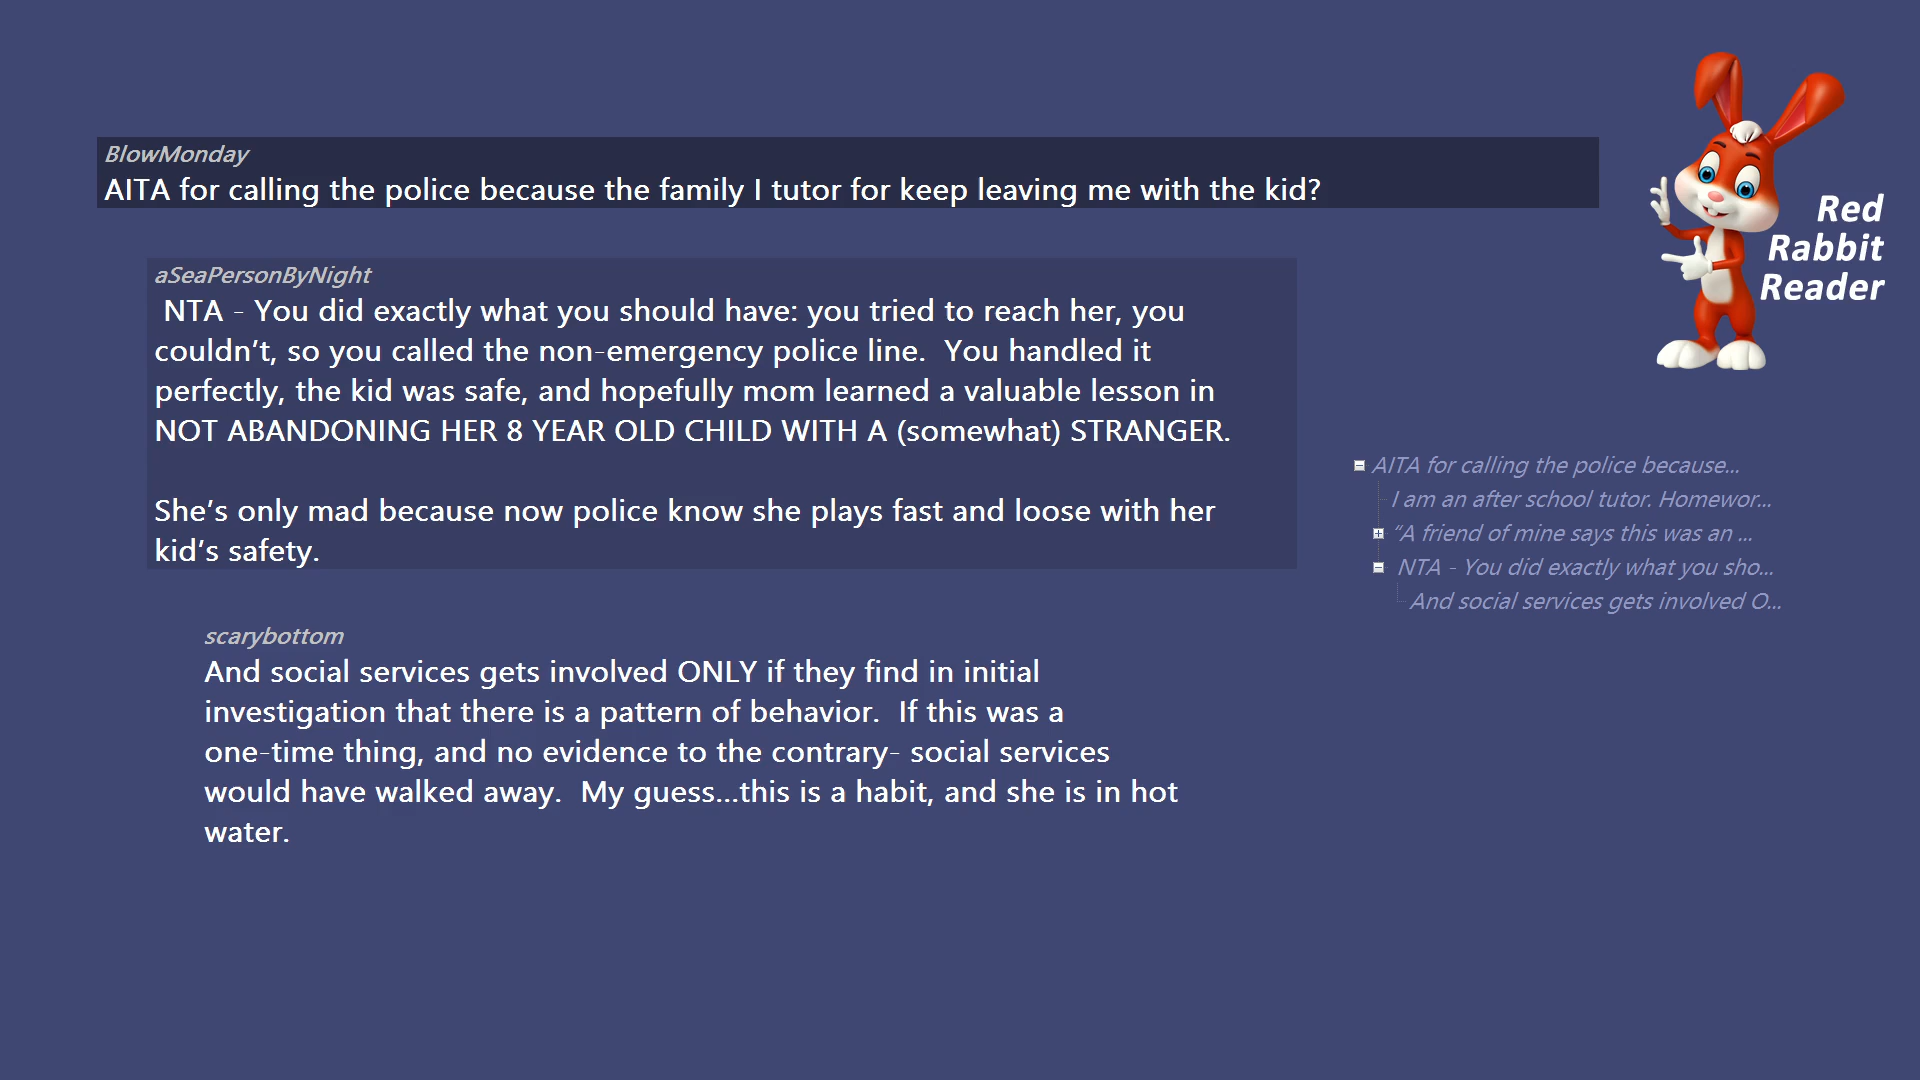 BlowMonday
AITA for calling the police because the family I tutor for keep leaving me with the kid?
aSeaPersonByNight
NTA - You did exactly what you should have: you tried to reach her, you
couldn’t, so you called the non-emergency police line.  You handled it
perfectly, the kid was safe, and hopefully mom learned a valuable lesson in
NOT ABANDONING HER 8 YEAR OLD CHILD WITH A (somewhat) STRANGER.
She’s only mad because now police know she plays fast and loose with her
kid’s safety.
scarybottom
And social services gets involved ONLY if they find in initial
investigation that there is a pattern of behavior.  If this was a
one-time thing, and no evidence to the contrary- social services
would have walked away.  My guess...this is a habit, and she is in hot
water.
Red
Rabbit
Reader
AITA for calling the police because...
I am an after school tutor. Homewor...
“A friend of mine says this was an ...
NTA - You did exactly what you sho...
And social services gets involved O...